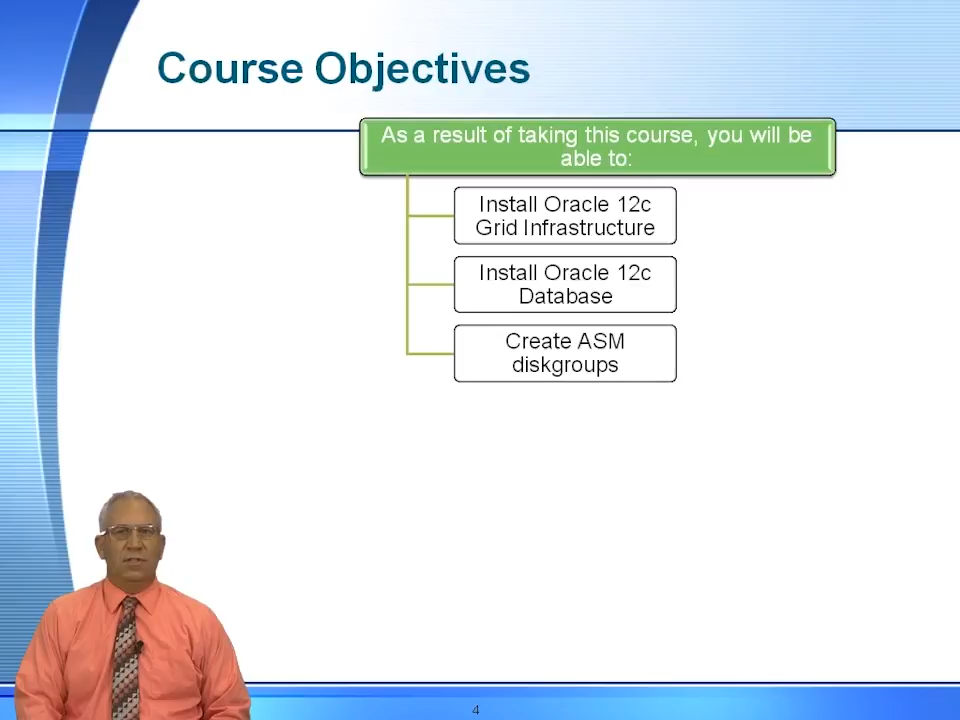 Course Objectives
As a result of taking this course, you will be
able to:
Install Oracle 12c
Grid Infrastructure
Install Oracle 12c
Database
Create ASM
diskgroups
4